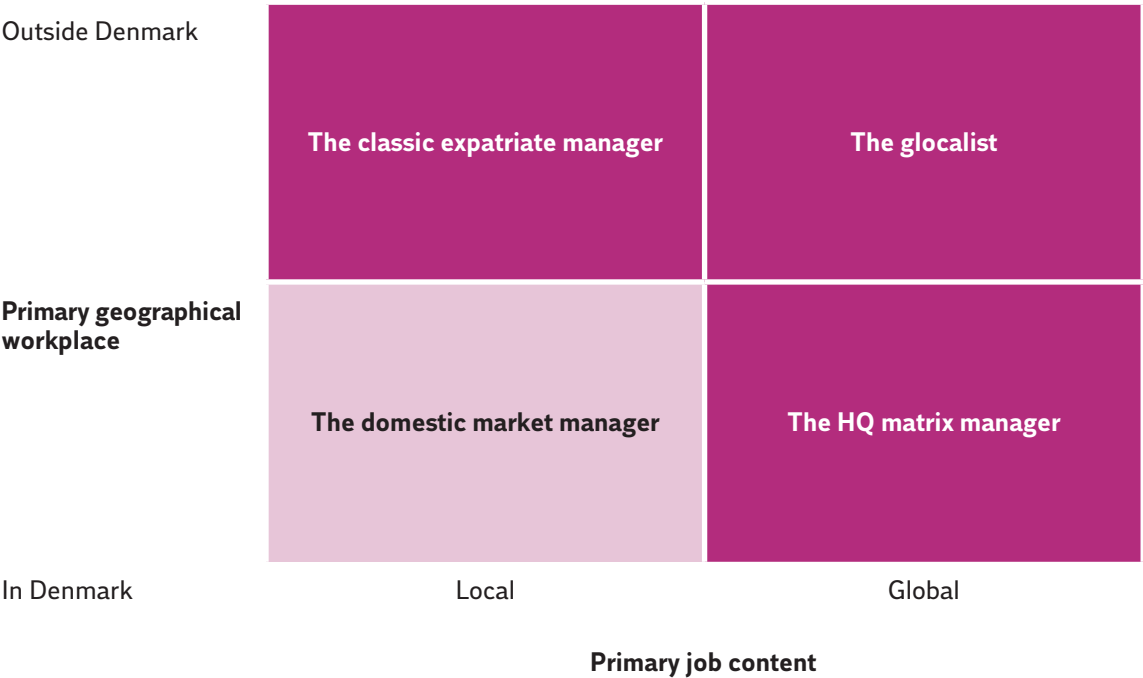 Outside Denmark
The classic expatriate manager
The glocalist
Primary geographical
workplace
The domestic market manager
The HQ matrix manager
In Denmark
Local
Global
Primary job content